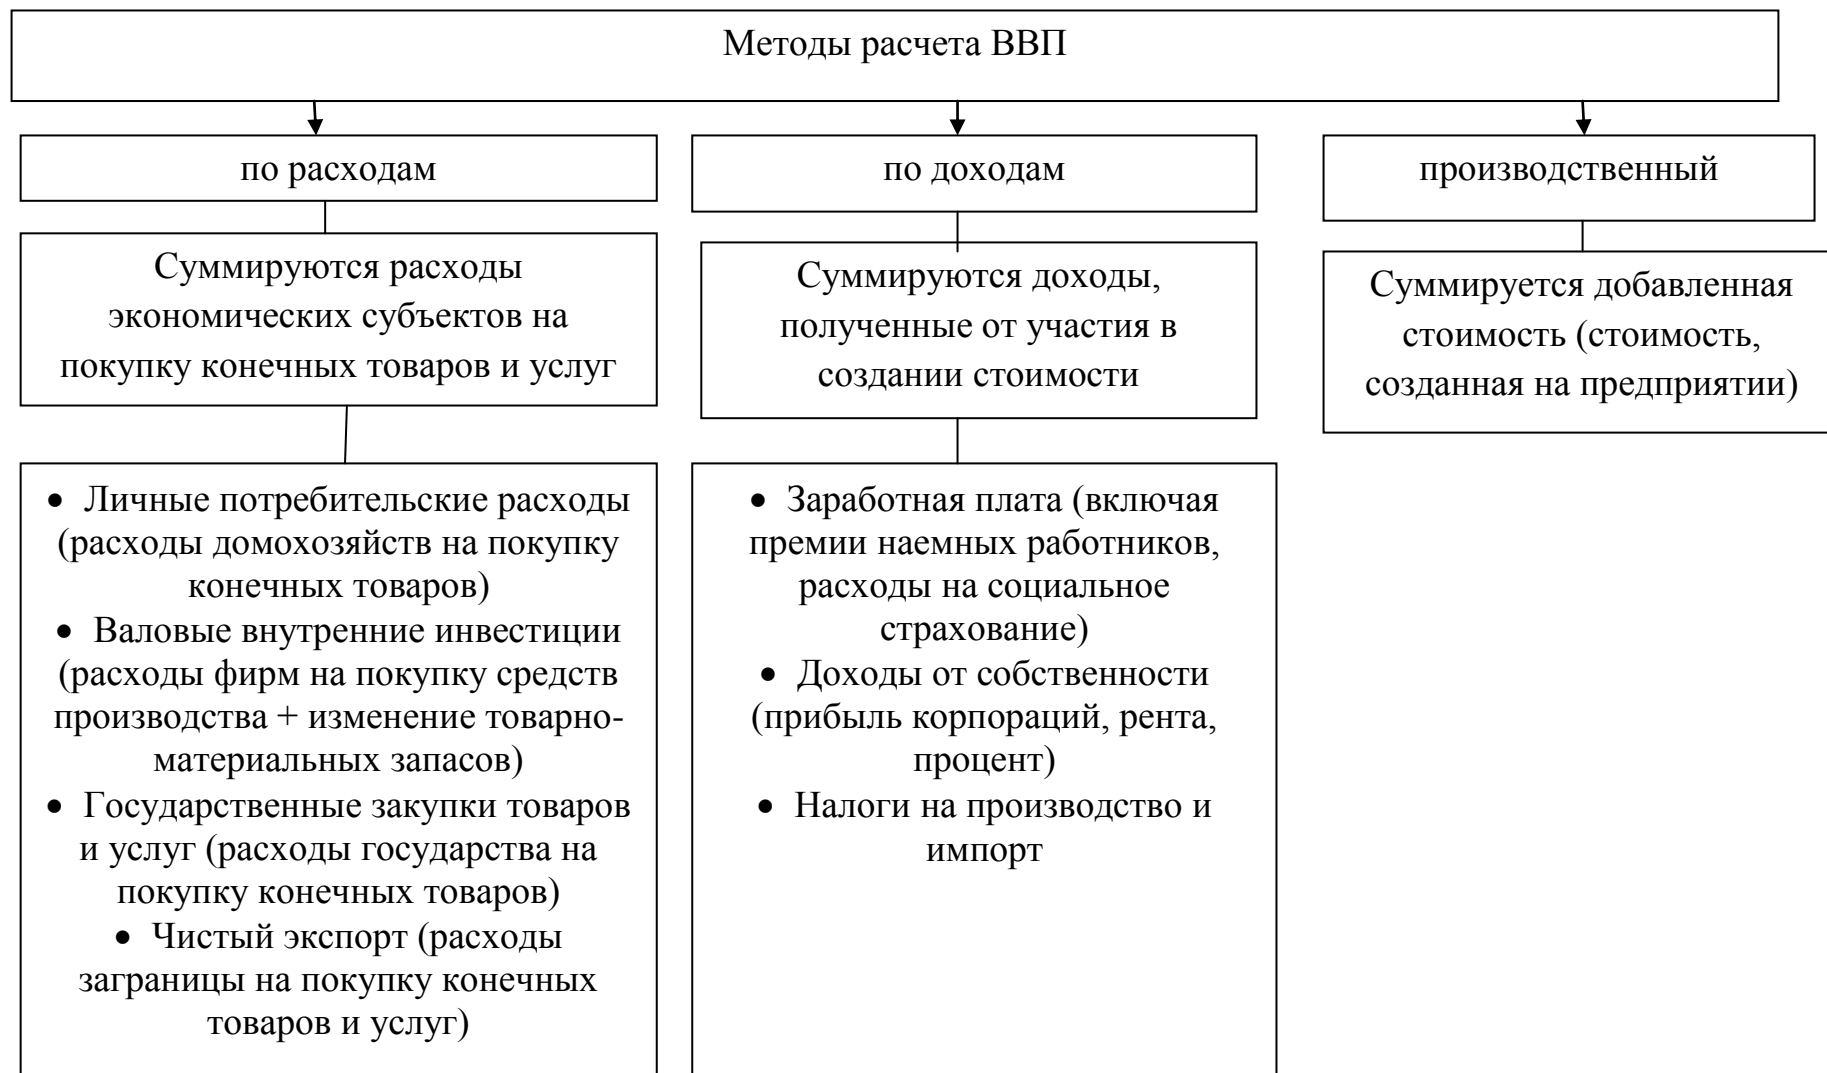 Методы расчета ВВП
по расходам
Суммируются расходы
экономических субъектов на
покупку конечных товаров и услуг
• Личные потребительские расходы
(расходы домохозяйств на покупку
конечных товаров)
• Валовые внутренние инвестиции
(расходы фирм на покупку средств
производства + изменение товарно-
материальных запасов)
• Государственные закупки товаров
и услуг (расходы государства на
покупку конечных товаров)
• Чистый экспорт (расходы
заграницы на покупку конечных
товаров и услуг)
по доходам
Суммируются доходы,
полученные от участия в
создании стоимости
• Заработная плата (включая
премии наемных работников,
расходы на социальное
страхование)
• Доходы от собственности
(прибыль корпораций, рента,
процент)
• Налоги на производство и
импорт
производственный
Суммируется добавленная
стоимость (стоимость,
созданная на предприятии)